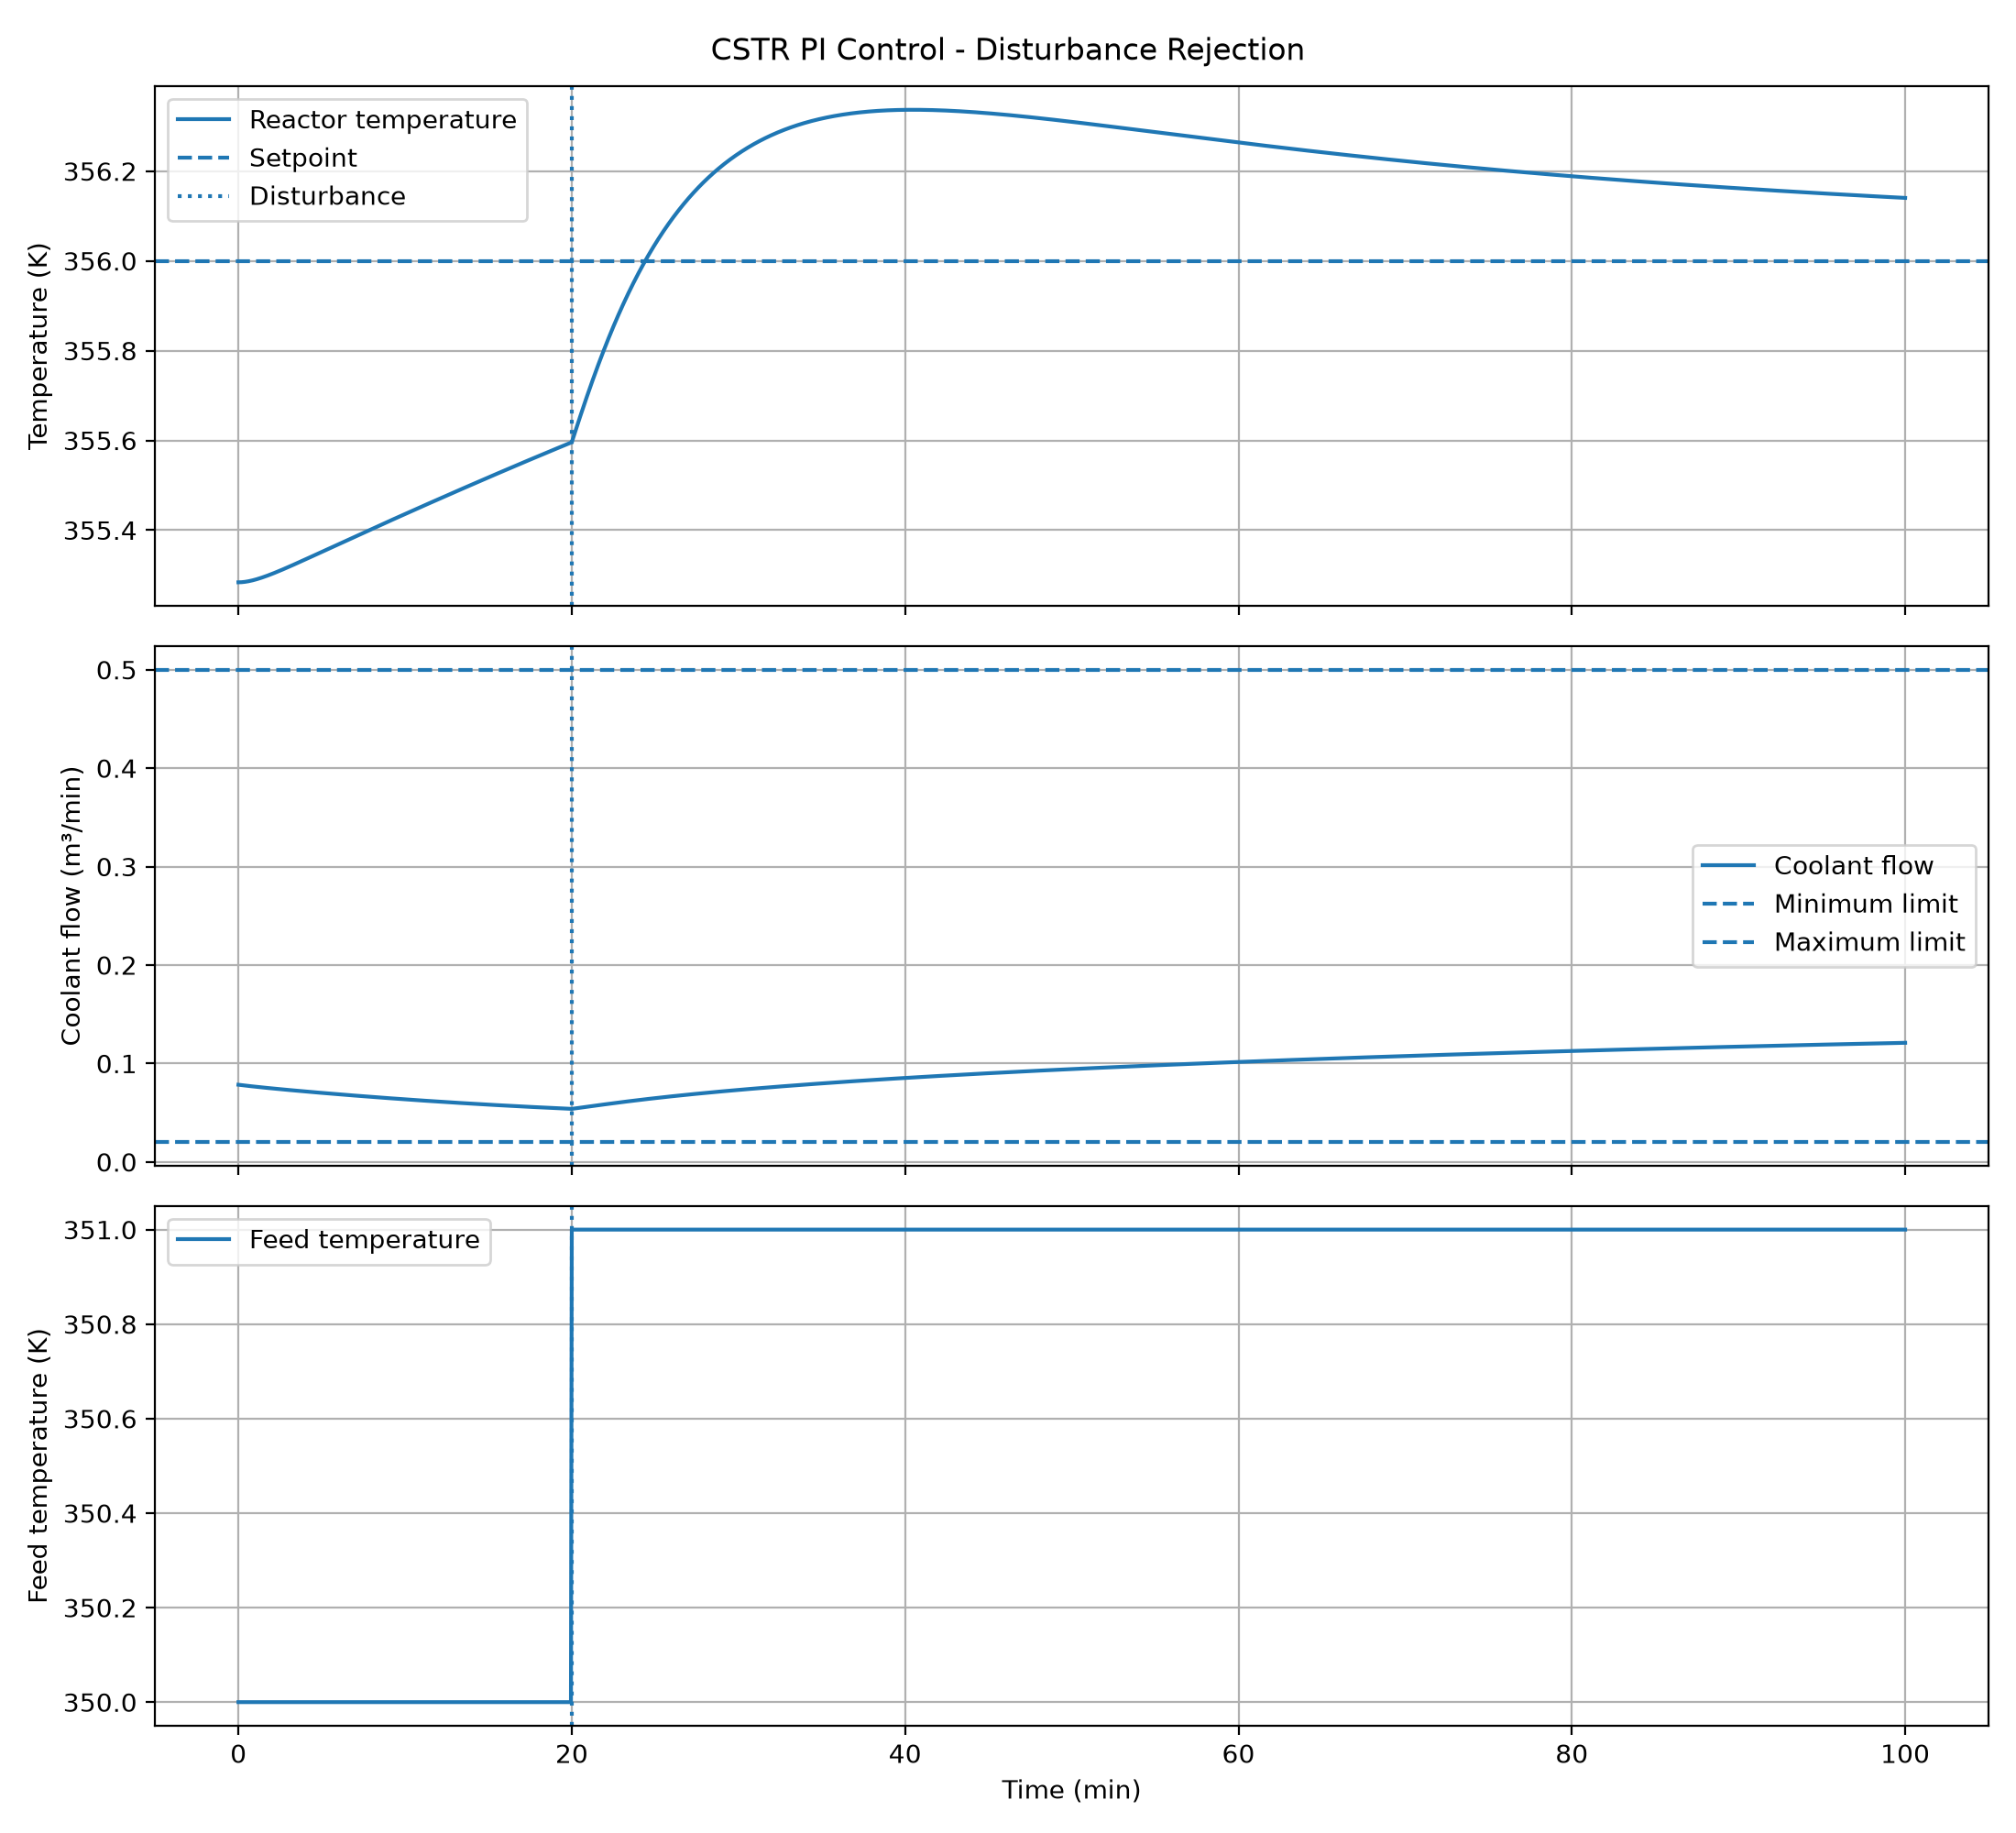 CSTR PI Control - Disturbance Rejection
Reactor temperature
Setpoint
Disturbance
Temperature (K)
356.2
356.0
355.8
355.6
355.4
Coolant flow (m³/min)
0.5
0.4
0.3
0.2
0.1
0.0
Coolant flow
Minimum limit
Maximum limit
Feed temperature
Feed temperature (K)
351.0
350.8
350.6
350.4
350.2
350.0
0 20 40 60 80 100
Time (min)